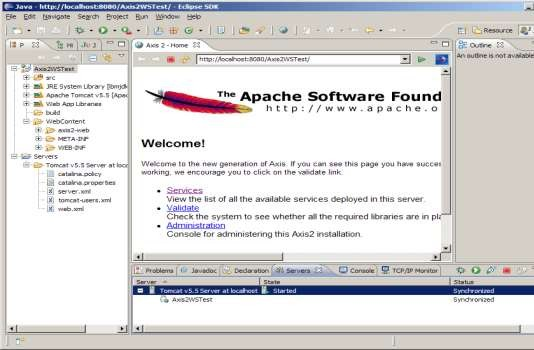 Java - http://localhost:8080/Axis2WSTest/ - Eclipse SDK
File Edit Navigate Search Project Run Window Help
Resource
P
Hi
J
Axis 2 - Home
Outline
Axis2WSTest
src
JRE System Library [ibmjdk
Apache Tomcat v5.5 [Apac
Web App Libraries
build
WebContent
axis2-web
META-INF
WEB-INF
Servers
Tomcat v5.5 Server at local
catalina.policy
catalina.properties
server.xml
tomcat-users.xml
web.xml
http://localhost:8080/Axis2WSTest/
An outline is not available
The Apache Software Found
http://www.apache.o
Welcome!
Welcome to the new generation of Axis. If you can see this page you have succes
working, we encourage you to click on the validate link.
Services
View the list of all the available services deployed in this server.
Validate
Check the system to see whether all the required libraries are in pla
Administration
Console for administering this Axis2 installation.
Problems Javadoc Declaration Servers Console TCP/IP Monitor
Server State Status
Tomcat v5.5 Server at localhost Started Synchronized
Axis2WSTest Synchronized